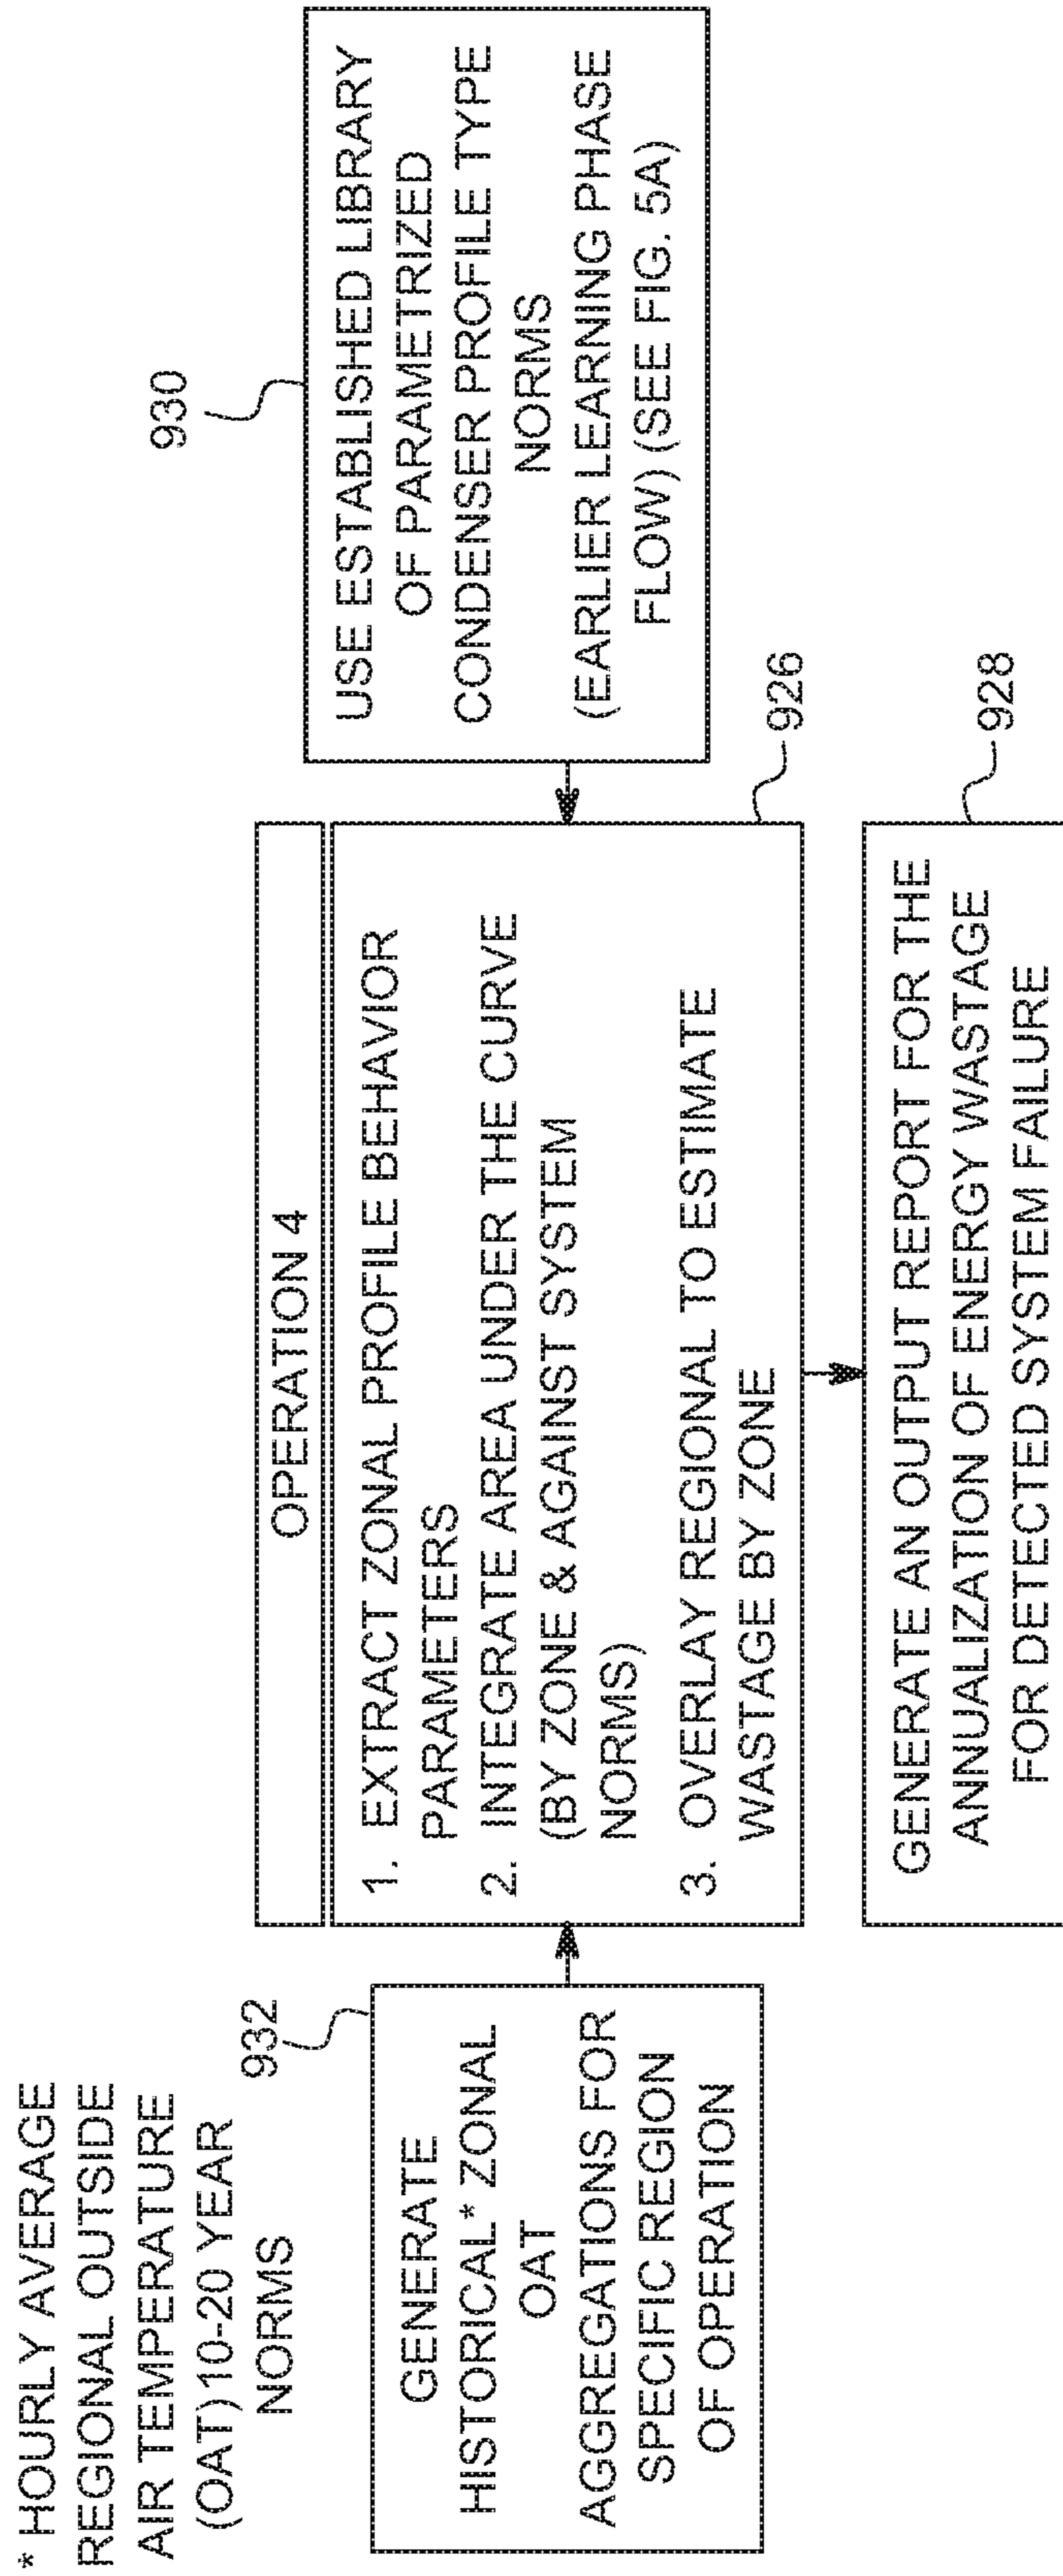 * HOURLY AVERAGE
REGIONAL OUTSIDE
AIR TEMPERATURE
(OAT) 10-20 YEAR
NORMS
932
GENERATE
HISTORICAL* ZONAL
OAT
AGGREGATIONS FOR
SPECIFIC REGION
OF OPERATION
OPERATION 4
1. EXTRACT ZONAL PROFILE BEHAVIOR
PARAMETERS
2. INTEGRATE AREA UNDER THE CURVE
(BY ZONE & AGAINST SYSTEM
NORMS)
3. OVERLAY REGIONAL TO ESTIMATE
WASTAGE BY ZONE
926
930
USE ESTABLISHED LIBRARY
OF PARAMETRIZED
CONDENSER PROFILE TYPE
NORMS
(EARLIER LEARNING PHASE
FLOW) (SEE FIG. 5A)
GENERATE AN OUTPUT REPORT FOR THE
ANNUALIZATION OF ENERGY WASTAGE
FOR DETECTED SYSTEM FAILURE
928